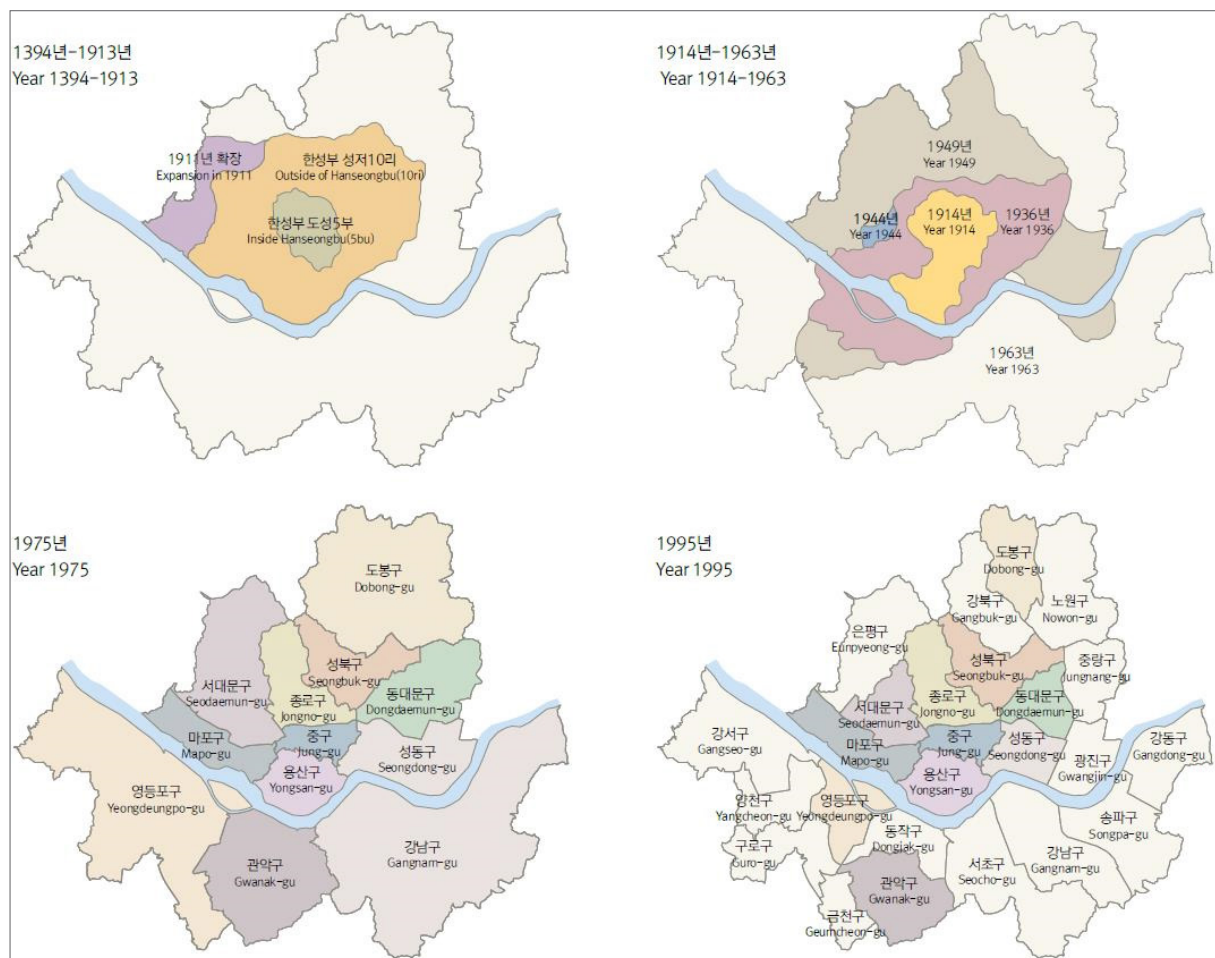 1394년-1913년
Year 1394-1913
1911년 확장
Expansion in 1911
한성부 성저10리
Outside of Hanseongbu(10ri)
한성부 도성5부
Inside Hanseongbu(5bu)
1914년-1963년
Year 1914-1963
1949년
Year 1949
1944년
Year 1944
1914년
Year 1914
1936년
Year 1936
1963년
Year 1963
1975년
Year 1975
도봉구
Dobong-gu
성북구
Seongbuk-gu
서대문구
Seodaemun-gu
종로구
Jongno-gu
동대문구
Dongdaemun-gu
마포구
Mapo-gu
중구
Jung-gu
성동구
Seongdong-gu
용산구
Yongsan-gu
영등포구
Yeongdeungpo-gu
관악구
Gwanak-gu
강남구
Gangnam-gu
1995년
Year 1995
도봉구
Dobong-gu
강북구
Gangbuk-gu
노원구
Nowon-gu
은평구
Eunpyeong-gu
성북구
Seongbuk-gu
중랑구
Jungnang-gu
서대문구
Seodaemun-gu
종로구
Jongno-gu
동대문구
Dongdaemun-gu
강서구
Gangseo-gu
마포구
Mapo-gu
중구
Jung-gu
성동구
Seongdong-gu
광진구
Gwangjin-gu
강동구
Gangdong-gu
용산구
Yongsan-gu
양천구
Yangcheon-gu
영등포구
Yeongdeungpo-gu
송파구
Songpa-gu
구로구
Guro-gu
동작구
Dongjak-gu
서초구
Seocho-gu
강남구
Gangnam-gu
관악구
Gwanak-gu
금천구
Geumcheon-gu